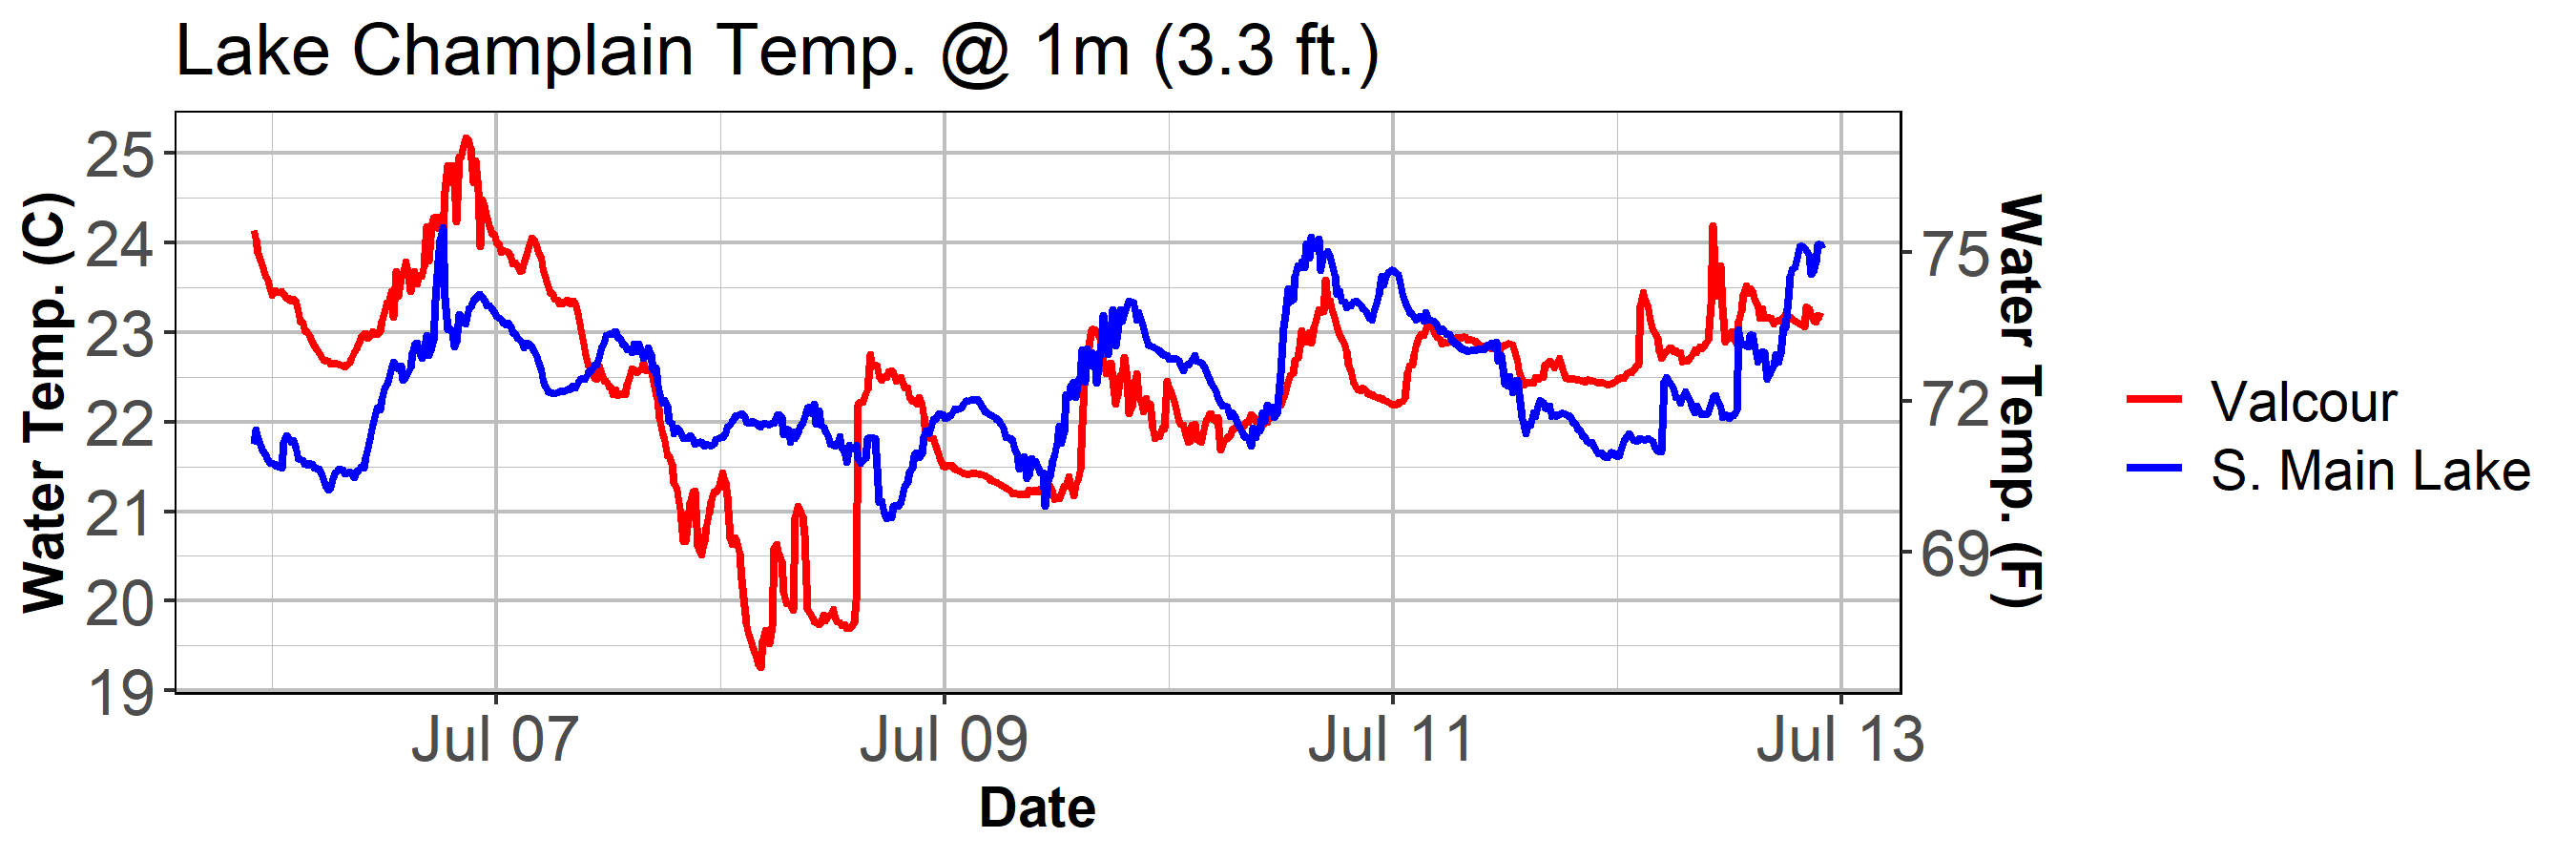 Lake Champlain Temp. @ 1m (3.3 ft.)
Water Temp. (C)
25
24
23
22
21
20
19
Jul 07
Jul 09
Jul 11
Jul 13
Date
75
72
69
Water Temp. (F)
Valcour
S. Main Lake